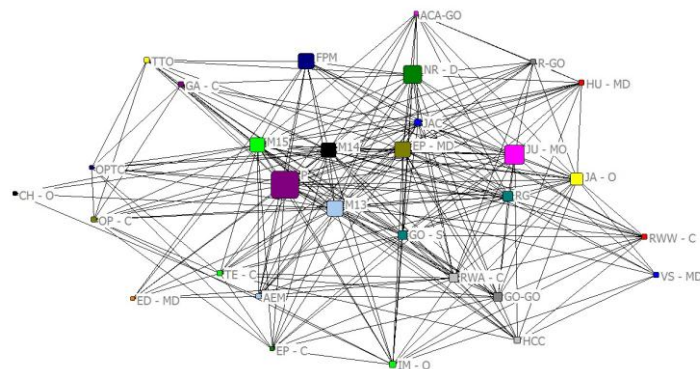 ACA-GO
TTO
FPM
R-GO
NR - D
GA - C
HU - MD
JAC
M15
M14
EP - MD
JU - MO
OPTC
IP
JA - O
CH - O
RG
M13
OP - C
GO - S
RWW - C
TE - C
RWA - C
VS - MD
ED - MD
AEM
GO-GO
HCC
EP - C
IM - O